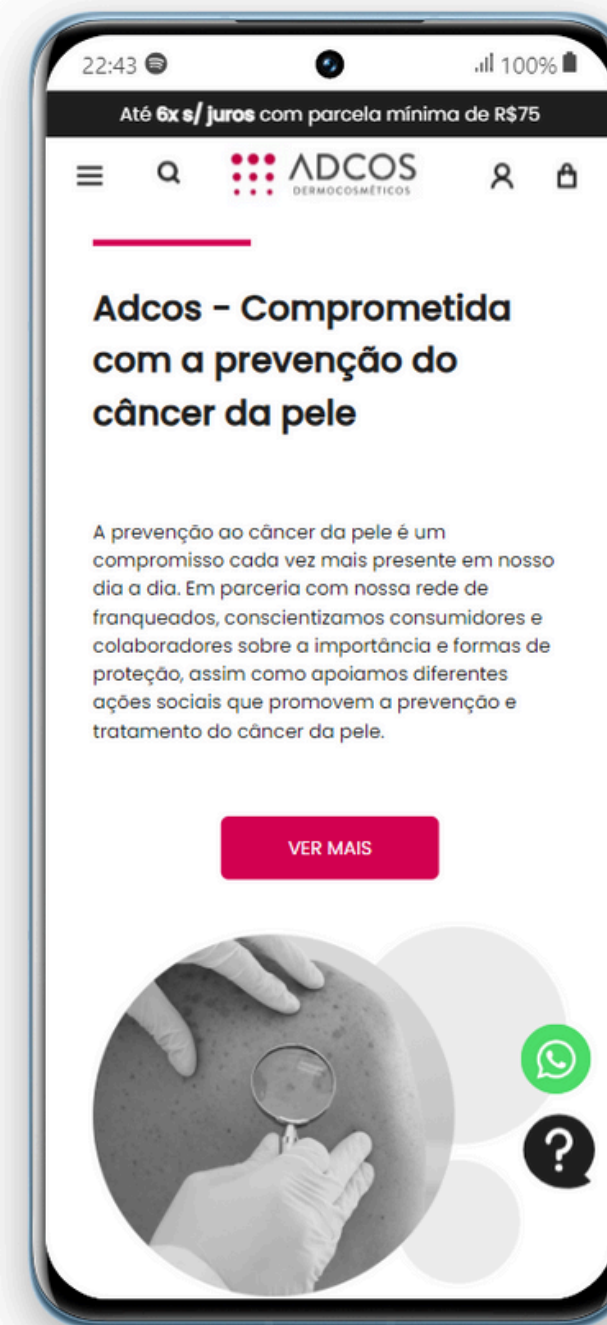 22:43
100%
Até 6x s/ juros com parcela mínima de R$75
ADCOS
DERMOCOSMÉTICOS
Adcos - Comprometida
com a prevenção do
câncer da pele
A prevenção ao câncer da pele é um
compromisso cada vez mais presente em nosso
dia a dia. Em parceria com nossa rede de
franqueados, conscientizamos consumidores e
colaboradores sobre a importância e formas de
proteção, assim como apoiamos diferentes
ações sociais que promovem a prevenção e
tratamento do câncer da pele.
VER MAIS
?